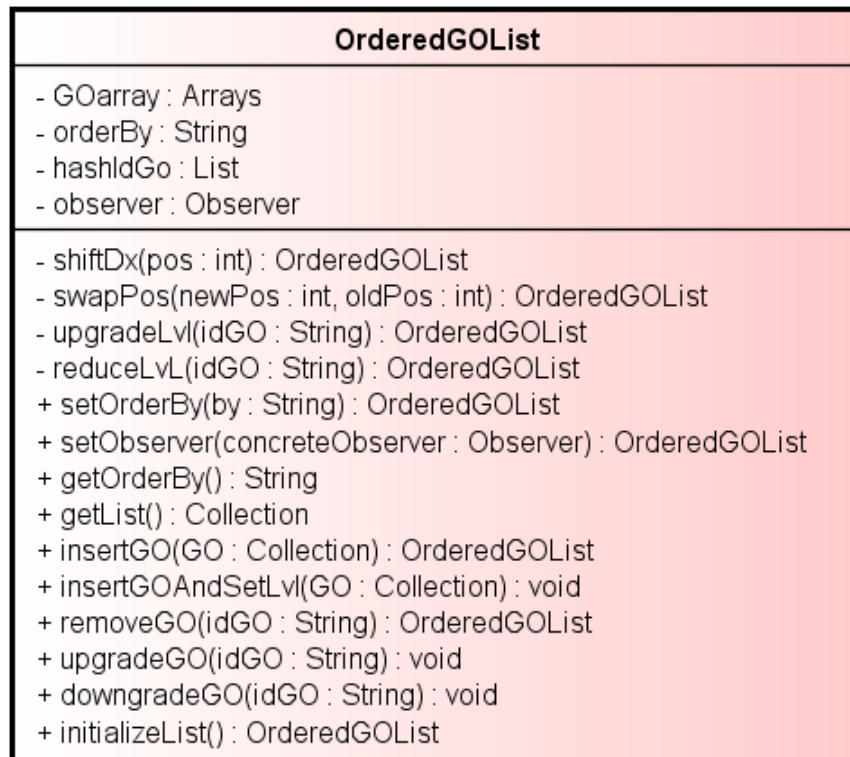 OrderedGOList
- GOarray : Arrays
- orderBy : String
- hashIdGo : List
- observer : Observer
- shiftDx(pos : int) : OrderedGOList
- swapPos(newPos : int, oldPos : int) : OrderedGOList
- upgradeLvl(idGO : String) : OrderedGOList
- reduceLvL(idGO : String) : OrderedGOList
+ setOrderBy(by : String) : OrderedGOList
+ setObserver(concreteObserver : Observer) : OrderedGOList
+ getOrderBy() : String
+ getList() : Collection
+ insertGO(GO : Collection) : OrderedGOList
+ insertGOAndSetLvl(GO : Collection) : void
+ removeGO(idGO : String) : OrderedGOList
+ upgradeGO(idGO : String) : void
+ downgradeGO(idGO : String) : void
+ initializeList() : OrderedGOList